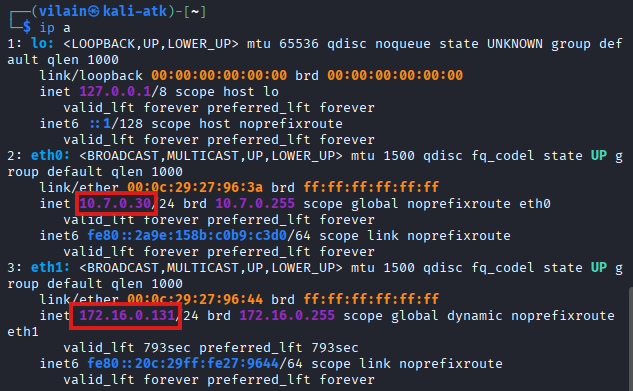 ┌──(vilain㉿kali-atk)-[~]
└─$ ip a
1: lo: <LOOPBACK,UP,LOWER_UP> mtu 65536 qdisc noqueue state UNKNOWN group def
ault qlen 1000
    link/loopback 00:00:00:00:00:00 brd 00:00:00:00:00:00
    inet 127.0.0.1/8 scope host lo
       valid_lft forever preferred_lft forever
    inet6 ::1/128 scope host noprefixroute
       valid_lft forever preferred_lft forever
2: eth0: <BROADCAST,MULTICAST,UP,LOWER_UP> mtu 1500 qdisc fq_codel state UP g
roup default qlen 1000
    link/ether 00:0c:29:27:96:3a brd ff:ff:ff:ff:ff:ff
    inet 10.7.0.30/24 brd 10.7.0.255 scope global noprefixroute eth0
       valid_lft forever preferred_lft forever
    inet6 fe80::2a9e:158b:c0b9:c3d0/64 scope link noprefixroute
       valid_lft forever preferred_lft forever
3: eth1: <BROADCAST,MULTICAST,UP,LOWER_UP> mtu 1500 qdisc fq_codel state UP g
roup default qlen 1000
    link/ether 00:0c:29:27:96:44 brd ff:ff:ff:ff:ff:ff
    inet 172.16.0.131/24 brd 172.16.0.255 scope global dynamic noprefixroute
eth1
       valid_lft 793sec preferred_lft 793sec
    inet6 fe80::20c:29ff:fe27:9644/64 scope link noprefixroute
       valid_lft forever preferred_lft forever